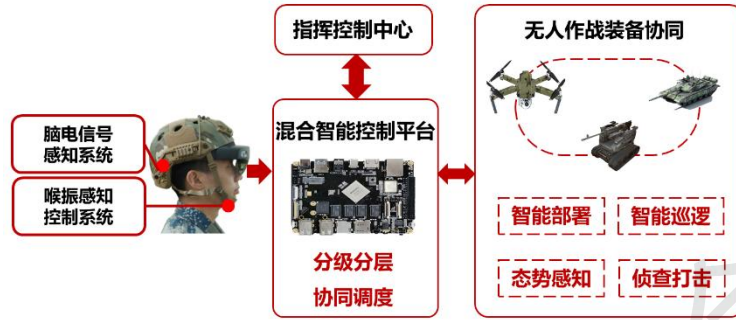 指挥控制中心
无人作战装备协同
脑电信号
感知系统
喉振感知
控制系统
混合智能控制平台
分级分层
协同调度
智能部署
智能巡逻
态势感知
侦查打击